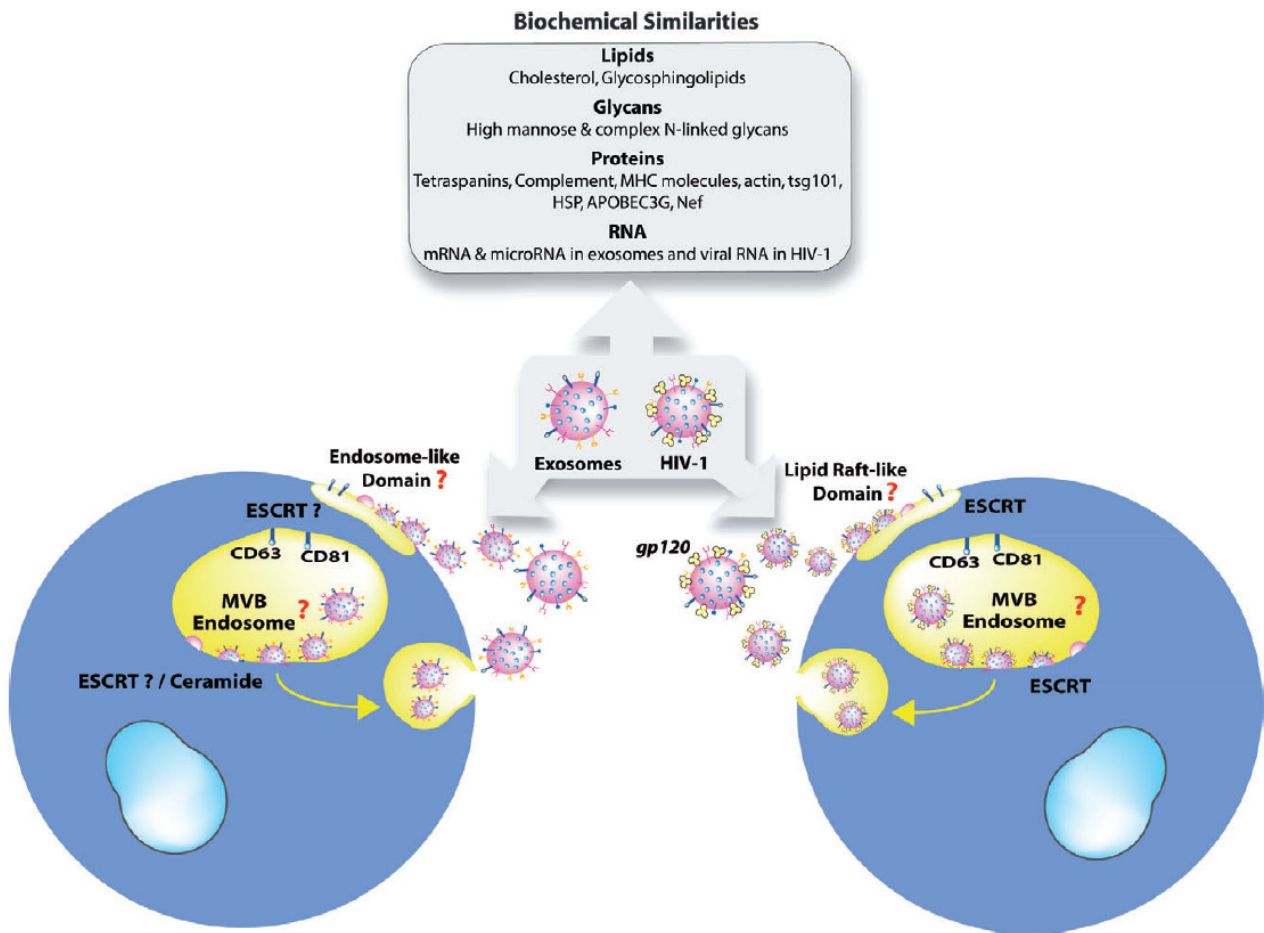 Biochemical Similarities
Lipids
Cholesterol, Glycosphingolipids
Glycans
High mannose & complex N-linked glycans
Proteins
Tetraspanins, Complement, MHC molecules, actin, tsg101,
HSP, APOBEC3G, Nef
RNA
mRNA & microRNA in exosomes and viral RNA in HIV-1
Exosomes
HIV-1
Endosome-like
Domain ?
ESCRT ?
CD63
CD81
MVB
Endosome ?
ESCRT ? / Ceramide
Lipid Raft-like
Domain ?
ESCRT
gp120
CD63
CD81
MVB
Endosome ?
ESCRT